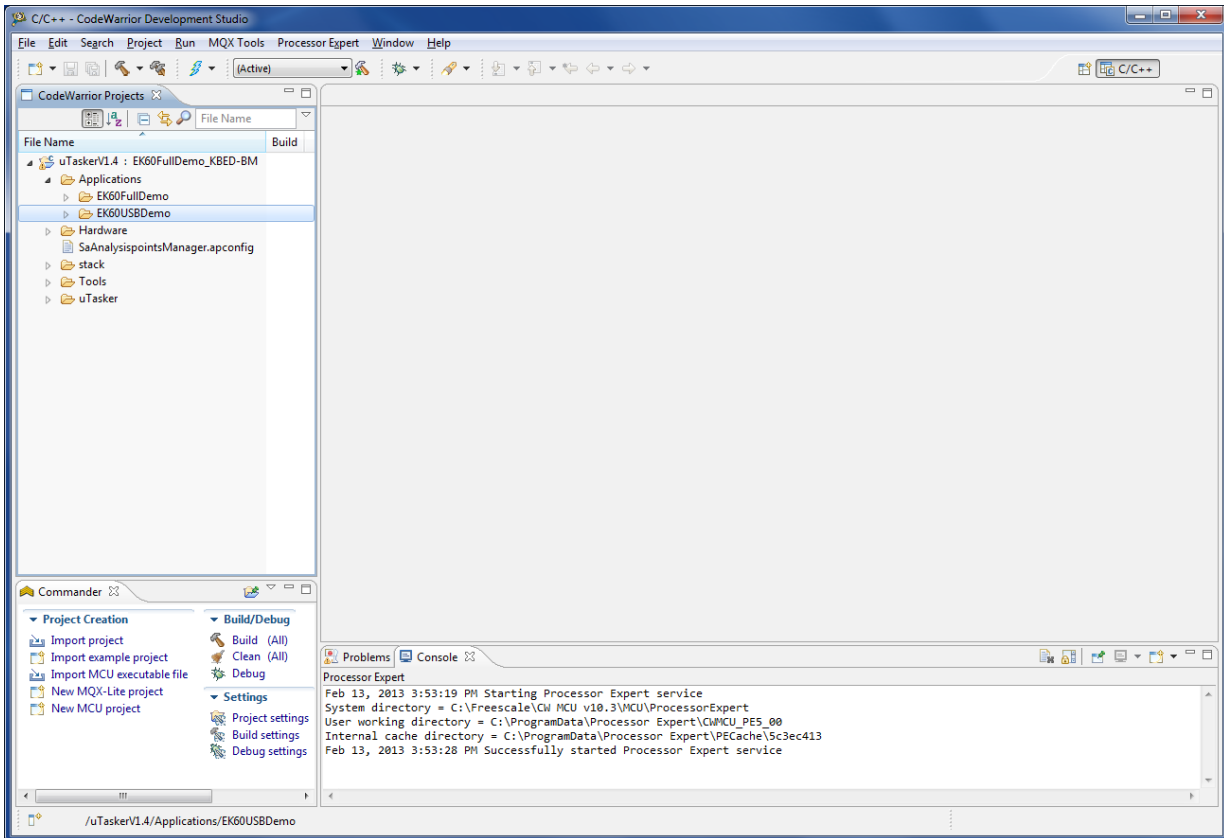 C/C++ - CodeWarrior Development Studio
File Edit Search Project Run MQX Tools Processor Expert Window Help
(Active)
C/C++
CodeWarrior Projects
File Name
File Name Build
uTaskerV1.4 : EK60FullDemo_KBED-BM
Applications
EK60FullDemo
EK60USBDemo
Hardware
SaAnalysispointsManager.apconfig
stack
Tools
uTasker
Commander
Project Creation
Import project
Import example project
Import MCU executable file
New MQX-Lite project
New MCU project
Build/Debug
Build (All)
Clean (All)
Debug
Settings
Project settings
Build settings
Debug settings
Problems Console
Processor Expert
Feb 13, 2013 3:53:19 PM Starting Processor Expert service
System directory = C:\Freescale\CW MCU v10.3\MCU\ProcessorExpert
User working directory = C:\ProgramData\Processor Expert\CWMCU_PE5_00
Internal cache directory = C:\ProgramData\Processor Expert\PECache\5c3ec413
Feb 13, 2013 3:53:28 PM Successfully started Processor Expert service
/uTaskerV1.4/Applications/EK60USBDemo